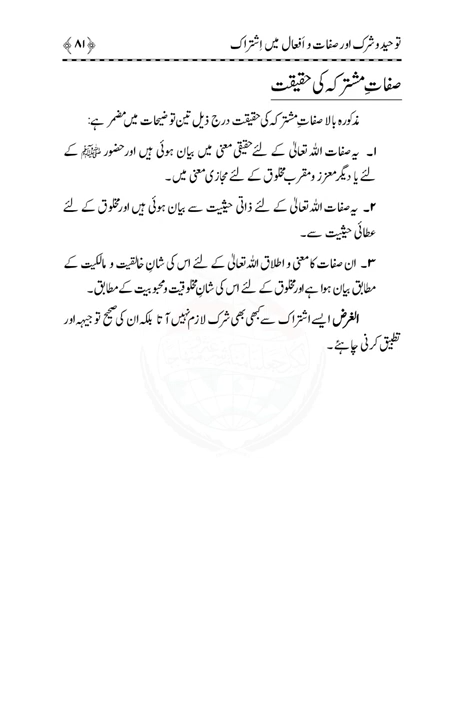 توحید و شرک اور صفات و اَفعال میں اِشتراک ﴿۸۱﴾
صفاتِ مشترکہ کی حقیقت
مذکورہ بالا صفاتِ مشترکہ کی حقیقت درج ذیل تین توضیحات میں مضمر ہے:
۱۔ یہ صفات اللہ تعالیٰ کے لئے حقیقی معنی میں بیان ہوئی ہیں اور حضور ﷺ کے
لئے یا دیگر معزز و مقرب مخلوق کے لئے مجازی معنی میں۔
۲۔ یہ صفات اللہ تعالیٰ کے لئے ذاتی حیثیت سے بیان ہوئی ہیں اور مخلوق کے لئے
عطائی حیثیت سے۔
۳۔ ان صفات کا معنی و اطلاق اللہ تعالیٰ کے لئے اس کی شانِ خالقیت و مالکیت کے
مطابق بیان ہوا ہے اور مخلوق کے لئے اس کی شانِ مخلوقیت و محبوبیت کے مطابق۔
الغرض ایسے اشتراک سے کبھی بھی شرک لازم نہیں آتا بلکہ ان کی صحیح توجیہہ اور
تطبیق کرنی چاہئے۔